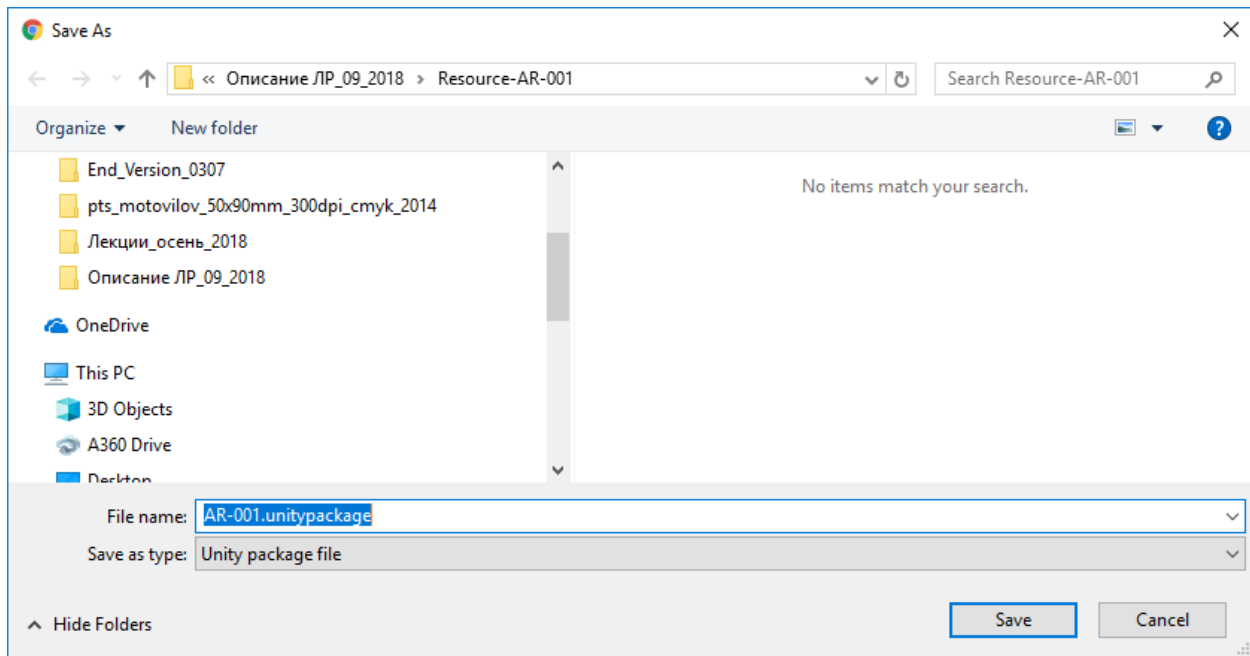 Save As
« Описание ЛР_09_2018 › Resource-AR-001
Search Resource-AR-001
Organize
New folder
End_Version_0307
pts_motovilov_50x90mm_300dpi_cmyk_2014
Лекции_осень_2018
Описание ЛР_09_2018
OneDrive
This PC
3D Objects
A360 Drive
Desktop
No items match your search.
File name: AR-001.unitypackage
Save as type: Unity package file
Hide Folders
Save
Cancel